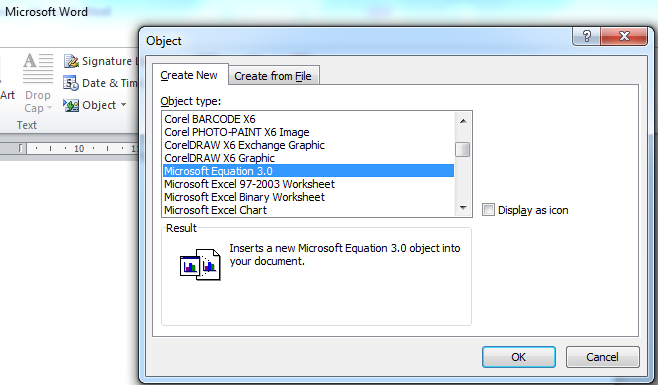 Microsoft Word
Object
Signature L
Date & Tim
Object
Art
Drop
Cap
Text
10
11
Create New
Create from File
Object type:
Corel BARCODE X6
Corel PHOTO-PAINT X6 Image
CorelDRAW X6 Exchange Graphic
CorelDRAW X6 Graphic
Microsoft Equation 3.0
Microsoft Excel 97-2003 Worksheet
Microsoft Excel Binary Worksheet
Microsoft Excel Chart
Display as icon
Result
Inserts a new Microsoft Equation 3.0 object into
your document.
OK
Cancel